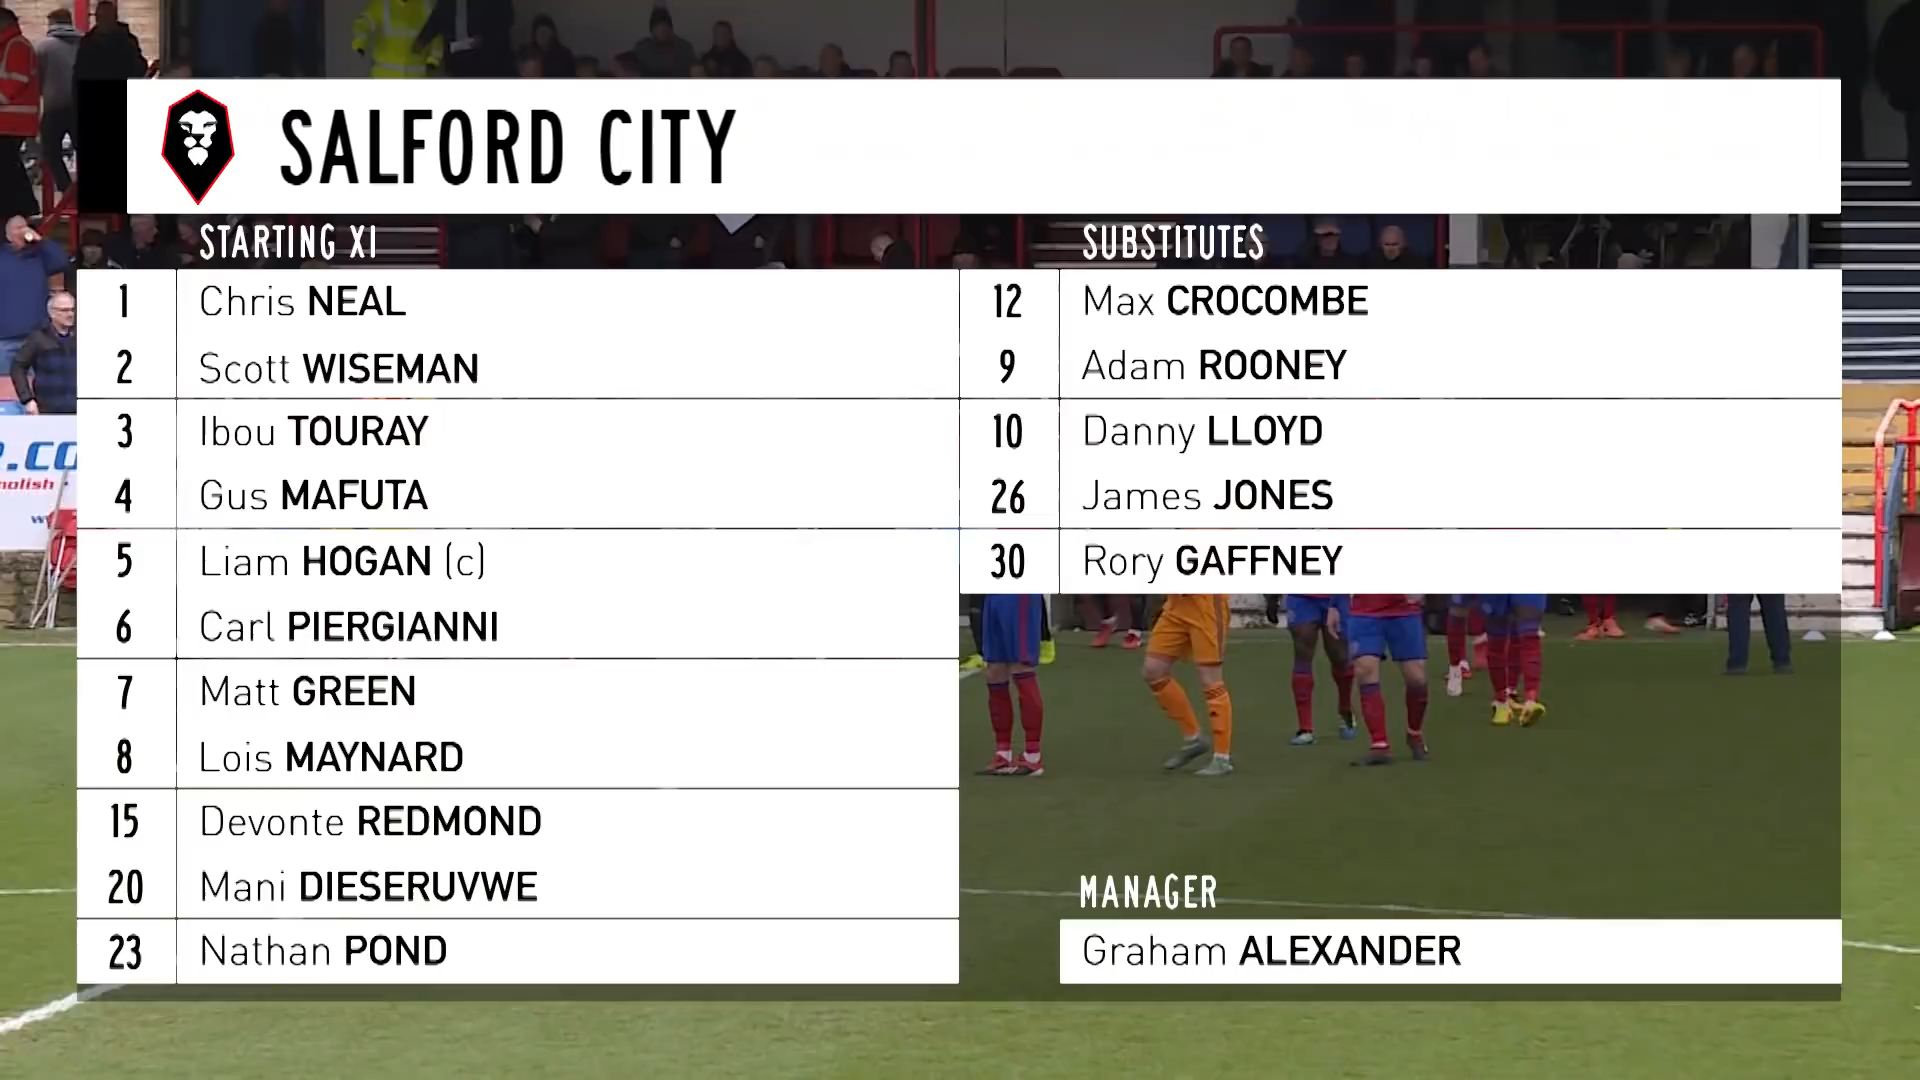 SALFORD CITY
STARTING XI
1 Chris NEAL
2 Scott WISEMAN
3 Ibou TOURAY
4 Gus MAFUTA
5 Liam HOGAN (c)
6 Carl PIERGIANNI
7 Matt GREEN
8 Lois MAYNARD
15 Devonte REDMOND
20 Mani DIESERUVWE
23 Nathan POND
SUBSTITUTES
12 Max CROCOMBE
9 Adam ROONEY
10 Danny LLOYD
26 James JONES
30 Rory GAFFNEY
MANAGER
Graham ALEXANDER